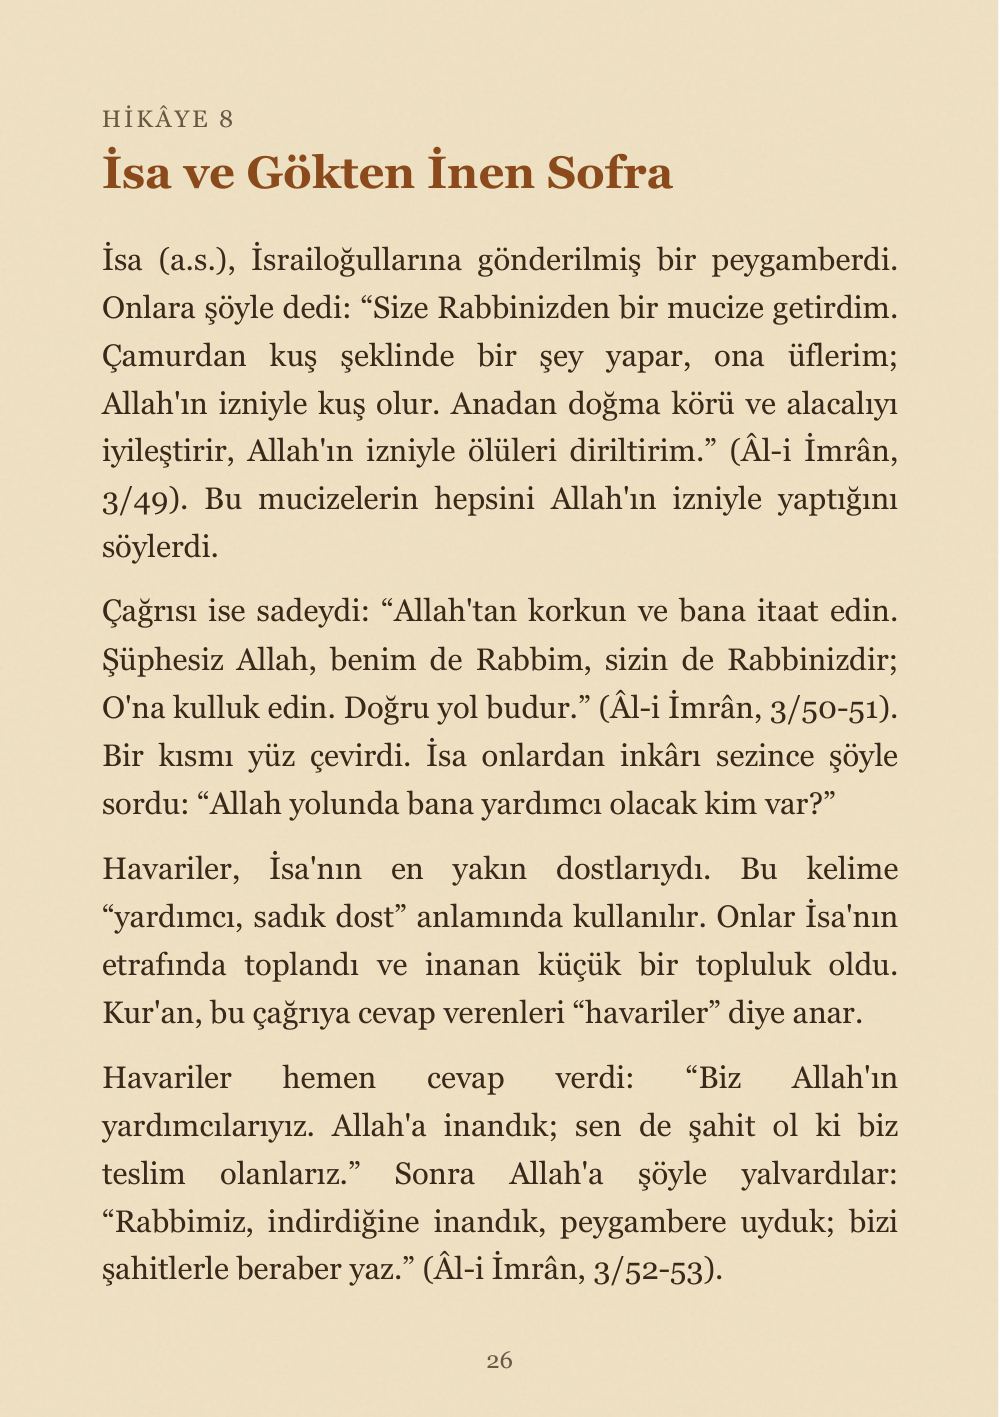 HİKÂYE 8
İsa ve Gökten İnen Sofra
İsa (a.s.), İsrailoğullarına gönderilmiş bir peygamberdi.
Onlara şöyle dedi: “Size Rabbinizden bir mucize getirdim.
Çamurdan kuş şeklinde bir şey yapar, ona üflerim;
Allah'ın izniyle kuş olur. Anadan doğma körü ve alacalıyı
iyileştirir, Allah'ın izniyle ölüleri diriltirim.” (Âl-i İmrân,
3/49). Bu mucizelerin hepsini Allah'ın izniyle yaptığını
söylerdi.
Çağrısı ise sadeydi: “Allah'tan korkun ve bana itaat edin.
Şüphesiz Allah, benim de Rabbim, sizin de Rabbinizdir;
O'na kulluk edin. Doğru yol budur.” (Âl-i İmrân, 3/50-51).
Bir kısmı yüz çevirdi. İsa onlardan inkârı sezince şöyle
sordu: “Allah yolunda bana yardımcı olacak kim var?”
Havariler, İsa'nın en yakın dostlarıydı. Bu kelime
“yardımcı, sadık dost” anlamında kullanılır. Onlar İsa'nın
etrafında toplandı ve inanan küçük bir topluluk oldu.
Kur'an, bu çağrıya cevap verenleri “havariler” diye anar.
Havariler hemen cevap verdi: “Biz Allah'ın
yardımcılarıyız. Allah'a inandık; sen de şahit ol ki biz
teslim olanlarız.” Sonra Allah'a şöyle yalvardılar:
“Rabbimiz, indirdiğine inandık, peygambere uyduk; bizi
şahitlerle beraber yaz.” (Âl-i İmrân, 3/52-53).
26